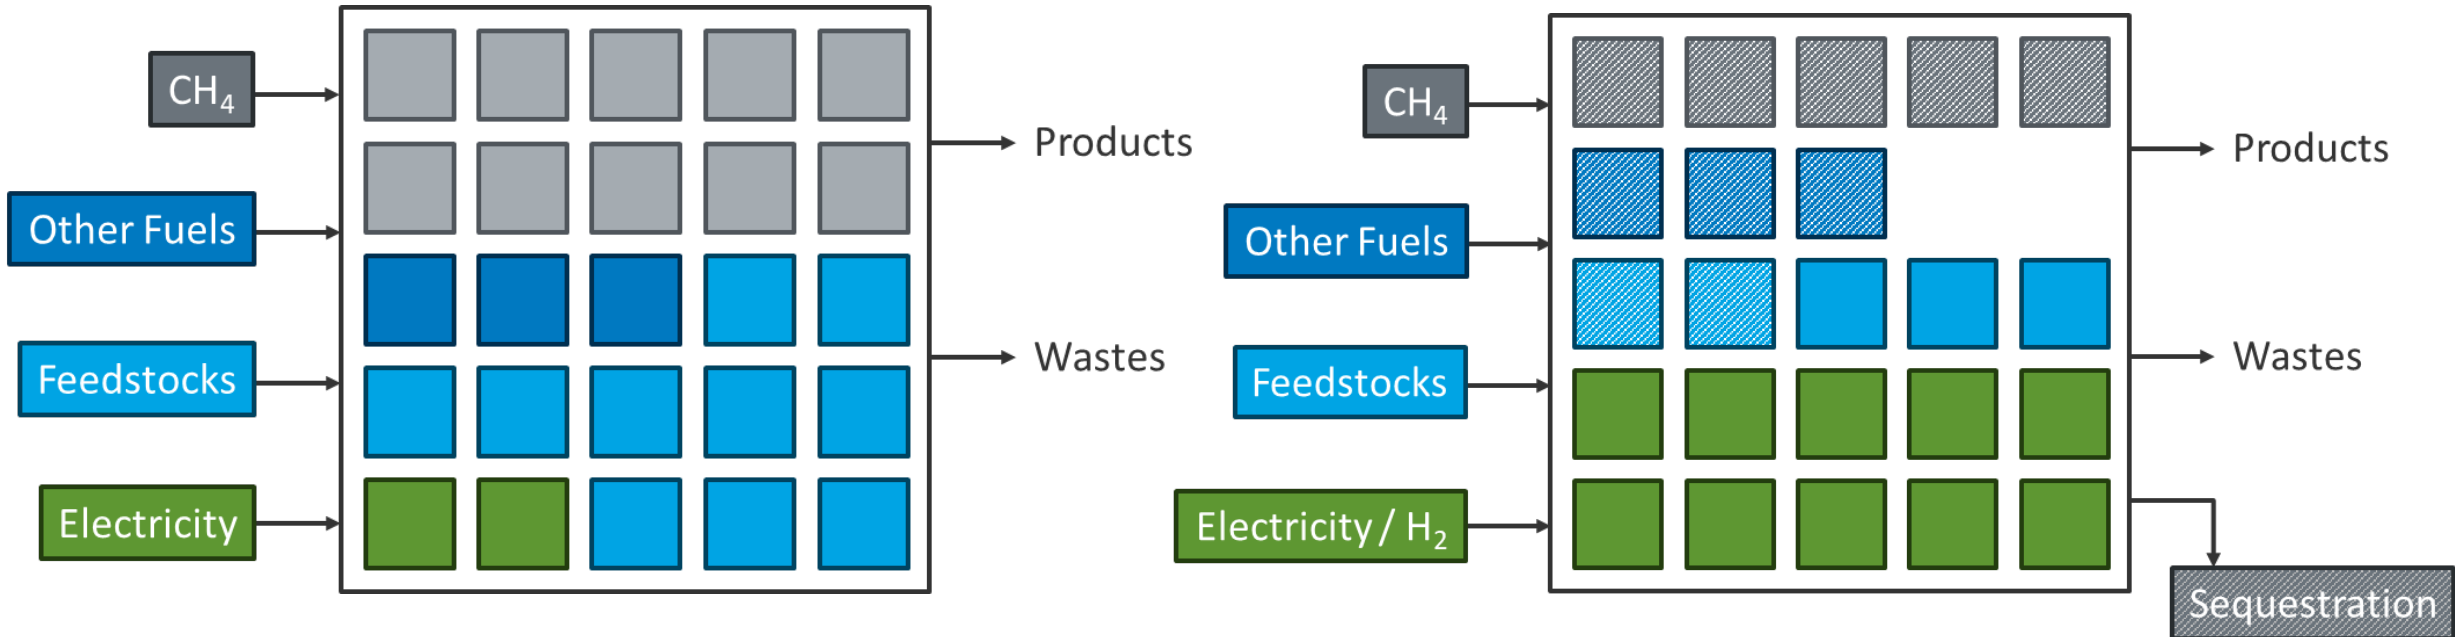 CH₄
Other Fuels
Feedstocks
Electricity
Products
Wastes
CH₄
Other Fuels
Feedstocks
Electricity / H₂
Products
Wastes
Sequestration